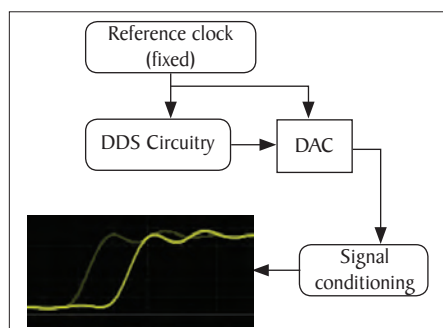 Reference clock
(fixed)
DDS Circuitry
DAC
Signal
conditioning